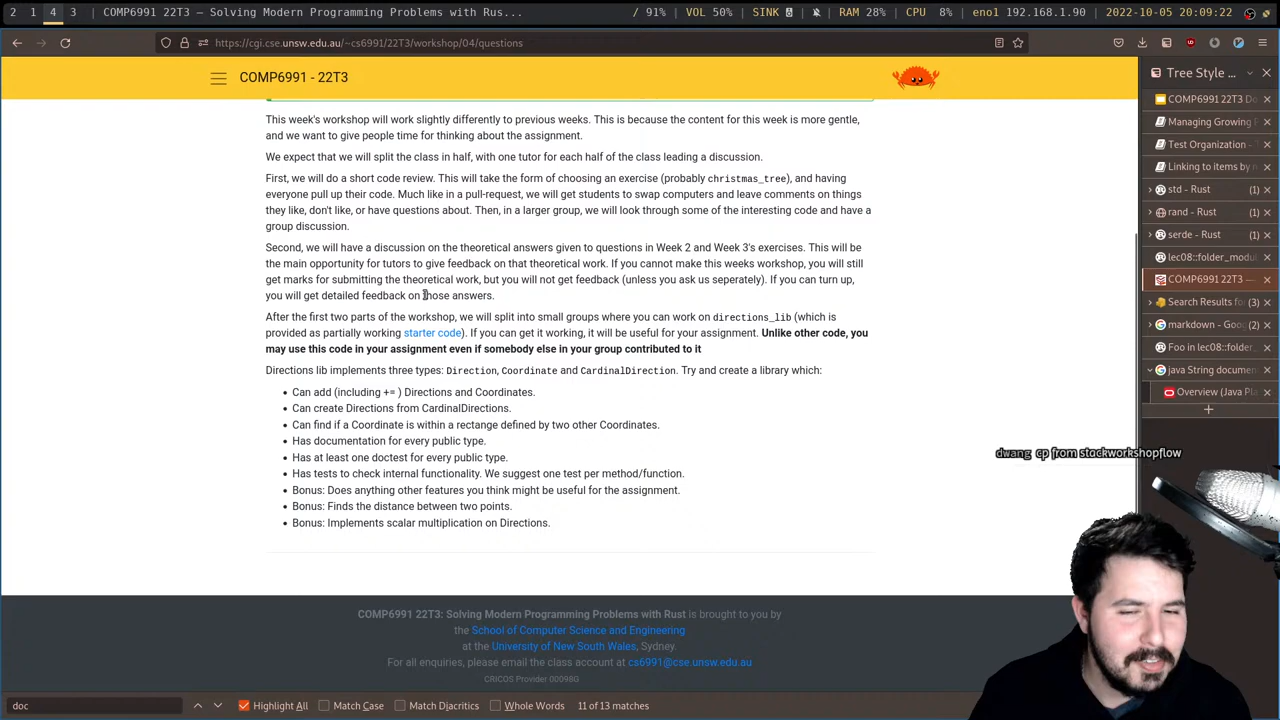 2 1 4 3 — COMP6991 22T3 – Solving Modern Programming Problems with Rus... / 91% VOL 50% SINK RAM 28% CPU 8% eno1 192.168.1.90 2022-10-05 20:09:22
https://cgi.cse.unsw.edu.au/~cs6991/22T3/workshop/04/questions
COMP6991 - 22T3
Tree Style ...
COMP6991 22T3 Do
Managing Growing P
Test Organization -
Linking to items by n
std - Rust (1)
rand - Rust (1)
serde - Rust (1)
lec08::folder_modul
COMP6991 22T3 —
Search Results fo
markdown - Googl
Foo in lec08::folder_
java String documen
Overview (Java Pla
This week's workshop will work slightly differently to previous weeks. This is because the content for this week is more gentle,
and we want to give people time for thinking about the assignment.
We expect that we will split the class in half, with one tutor for each half of the class leading a discussion.
First, we will do a short code review. This will take the form of choosing an exercise (probably christmas_tree), and having
everyone pull up their code. Much like in a pull-request, we will get students to swap computers and leave comments on things
they like, don't like, or have questions about. Then, in a larger group, we will look through some of the interesting code and have a
group discussion.
Second, we will have a discussion on the theoretical answers given to questions in Week 2 and Week 3's exercises. This will be
the main opportunity for tutors to give feedback on that theoretical work. If you cannot make this weeks workshop, you will still
get marks for submitting the theoretical work, but you will not get feedback (unless you ask us seperately). If you can turn up,
you will get detailed feedback on those answers.
After the first two parts of the workshop, we will split into small groups where you can work on directions_lib (which is
provided as partially working starter code). If you can get it working, it will be useful for your assignment. Unlike other code, you
may use this code in your assignment even if somebody else in your group contributed to it
Directions lib implements three types: Direction, Coordinate and CardinalDirection. Try and create a library which:
• Can add (including += ) Directions and Coordinates.
• Can create Directions from CardinalDirections.
• Can find if a Coordinate is within a rectange defined by two other Coordinates.
• Has documentation for every public type.
• Has at least one doctest for every public type.
• Has tests to check internal functionality. We suggest one test per method/function.
• Bonus: Does anything other features you think might be useful for the assignment.
• Bonus: Finds the distance between two points.
• Bonus: Implements scalar multiplication on Directions.
dwang cp from stackworkshopflow
COMP6991 22T3: Solving Modern Programming Problems with Rust is brought to you by
the School of Computer Science and Engineering
at the University of New South Wales, Sydney.
For all enquiries, please email the class account at cs6991@cse.unsw.edu.au
CRICOS Provider 00098G
doc Highlight All Match Case Match Diacritics Whole Words 11 of 13 matches